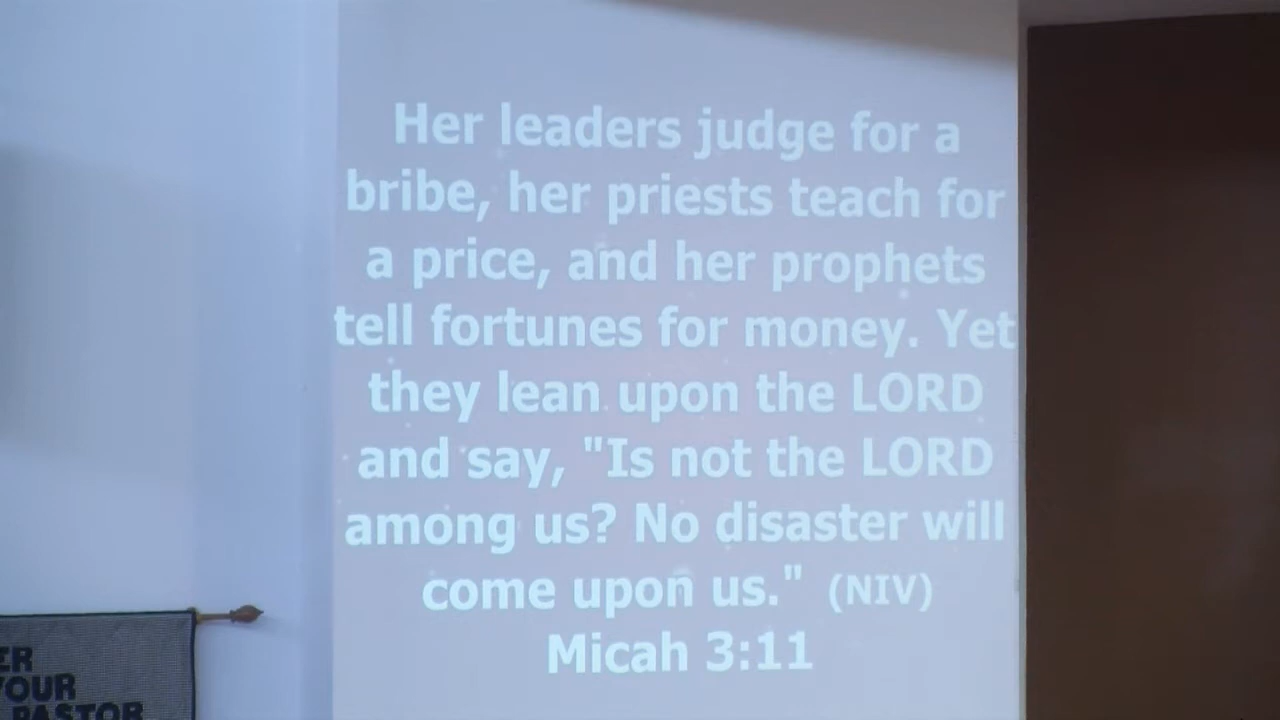 Her leaders judge for a
bribe, her priests teach for
a price, and her prophets
tell fortunes for money. Yet
they lean upon the LORD
and say, "Is not the LORD
among us? No disaster will
come upon us." (NIV)
Micah 3:11
ER
YOUR
PASTOR